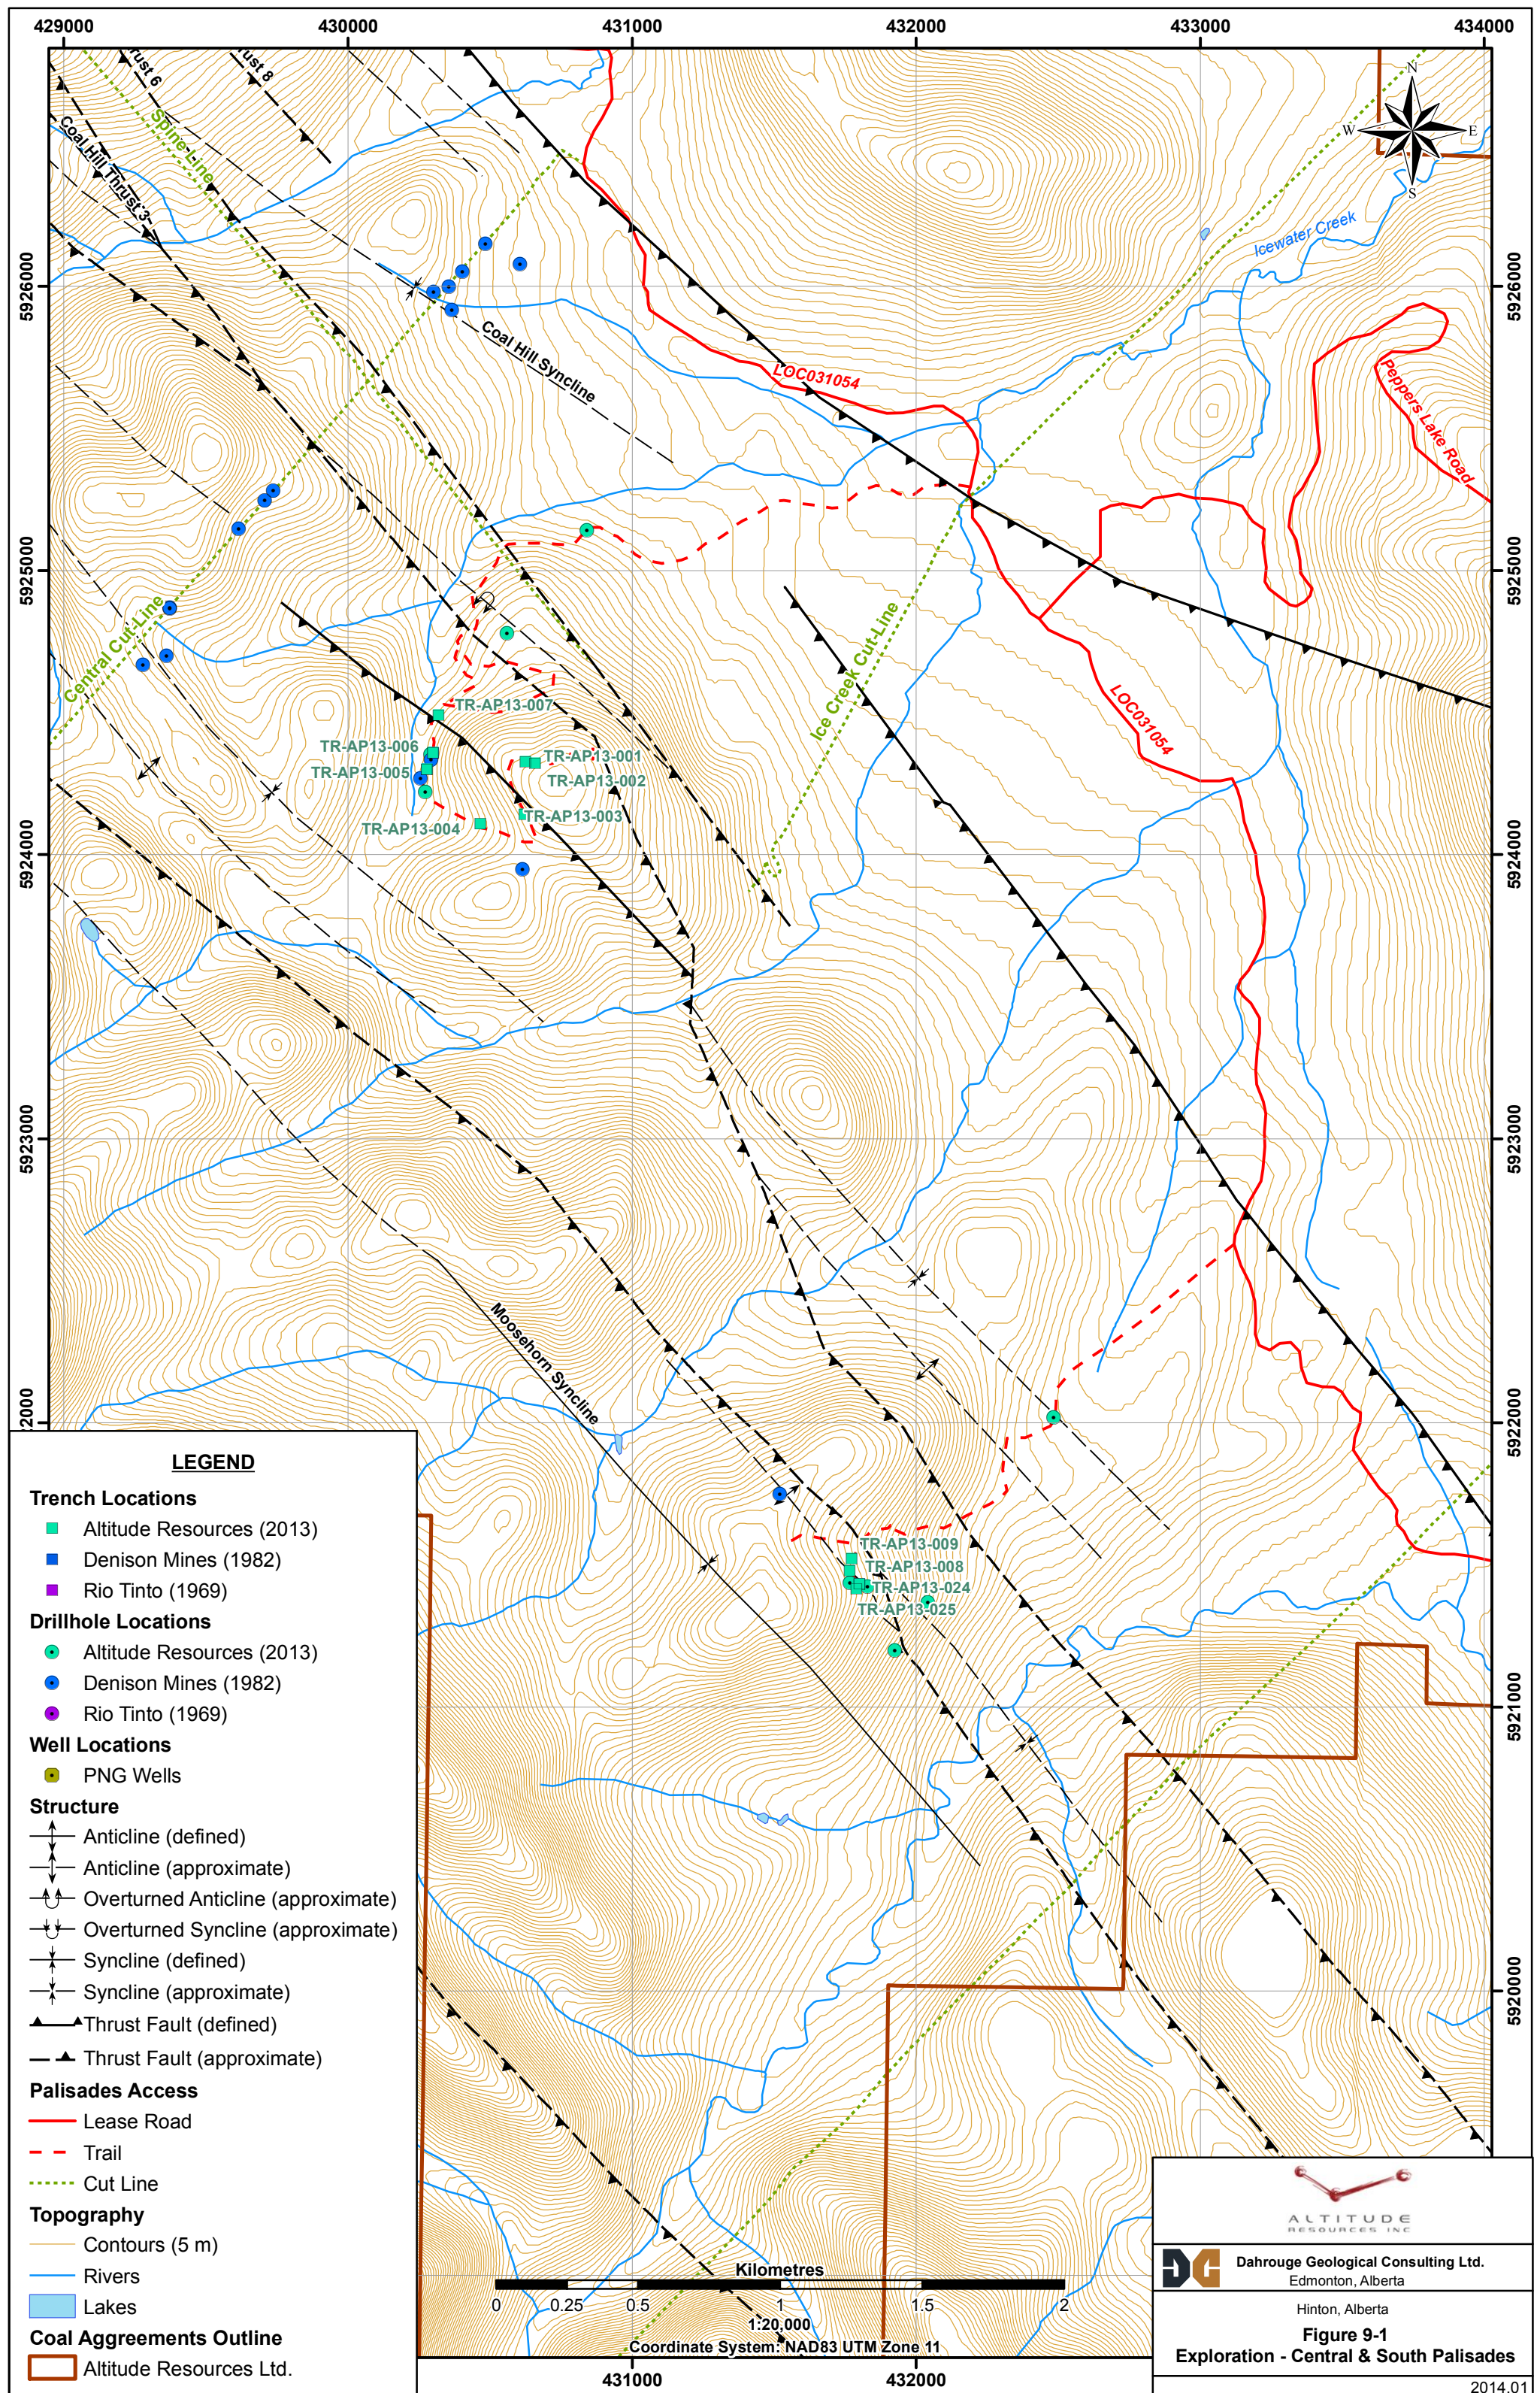 429000 430000 431000 432000 433000 434000
rust 6
rust 8
Coal Hill Thrust 3
Spine Line
N
W E
S
Icewater Creek
5926000
5926000
Coal Hill Syncline
LOC031054
Peppers Lake Road
5925000
5925000
Central Cut-Line
Ice Creek Cut-Line
LOC031054
TR-AP13-007
TR-AP13-006
TR-AP13-001
TR-AP13-005
TR-AP13-002
TR-AP13-003
TR-AP13-004
5924000
5924000
5923000
5923000
Moosehorn Syncline
22000
5922000
TR-AP13-009
TR-AP13-008
TR-AP13-024
TR-AP13-025
5921000
5920000
LEGEND
Trench Locations
Altitude Resources (2013)
Denison Mines (1982)
Rio Tinto (1969)
Drillhole Locations
Altitude Resources (2013)
Denison Mines (1982)
Rio Tinto (1969)
Well Locations
PNG Wells
Structure
Anticline (defined)
Anticline (approximate)
Overturned Anticline (approximate)
Overturned Syncline (approximate)
Syncline (defined)
Syncline (approximate)
Thrust Fault (defined)
Thrust Fault (approximate)
Palisades Access
Lease Road
Trail
Cut Line
Topography
Contours (5 m)
Rivers
Lakes
Coal Aggreements Outline
Altitude Resources Ltd.
Kilometres
0 0.25 0.5 1 1.5 2
1:20,000
Coordinate System: NAD83 UTM Zone 11
431000 432000
ALTITUDE
RESOURCES INC
Dahrouge Geological Consulting Ltd.
Edmonton, Alberta
Hinton, Alberta
Figure 9-1
Exploration - Central & South Palisades
2014.01